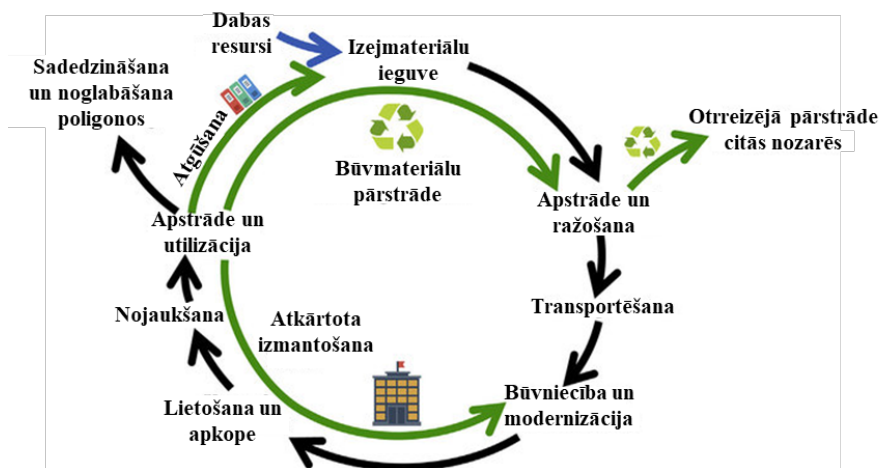 Dabas
resursi
Izejmateriālu
ieguve
Sadedzināšana
un noglabāšana
poligonos
Atgūšana
Otrreizējā pārstrāde
citās nozarēs
Būvmateriālu
pārstrāde
Apstrāde un
ražošana
Apstrāde un
utilizācija
Transportēšana
Nojaukšana
Atkārtota
izmantošana
Būvniecība un
modernizācija
Lietošana un
apkope